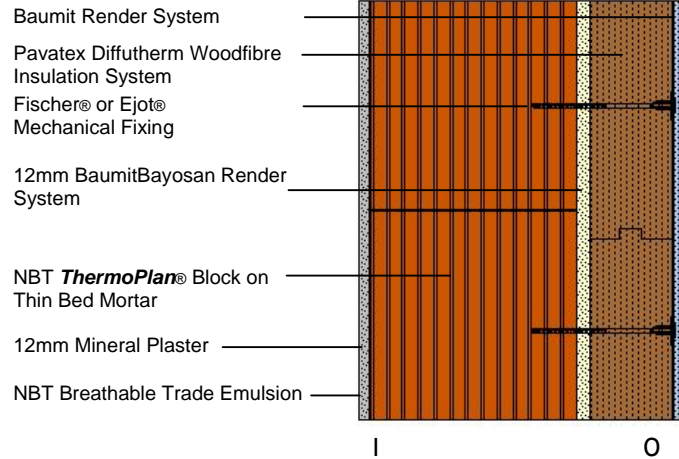 Baumit Render System
Pavatex Diffutherm Woodfibre
Insulation System
Fischer® or Ejot®
Mechanical Fixing
12mm BaumitBayosan Render
System
NBT ThermoPlan® Block on
Thin Bed Mortar
12mm Mineral Plaster
NBT Breathable Trade Emulsion
I O